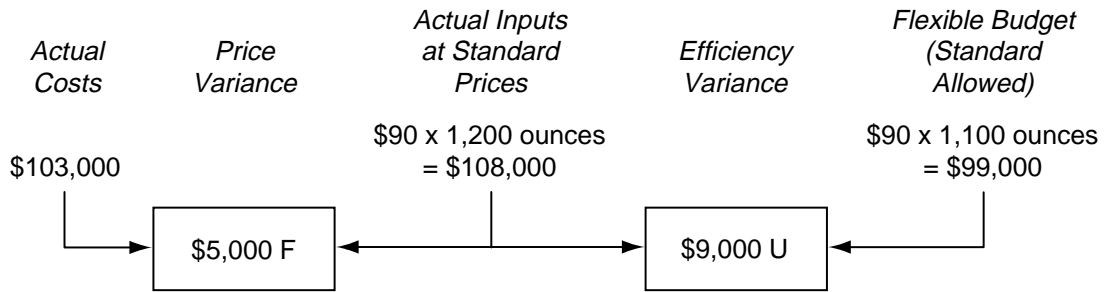 Actual
Costs
Price
Variance
Actual Inputs
at Standard
Prices
Efficiency
Variance
Flexible Budget
(Standard
Allowed)
$103,000
$90 x 1,200 ounces
= $108,000
$90 x 1,100 ounces
= $99,000
$5,000 F
$9,000 U